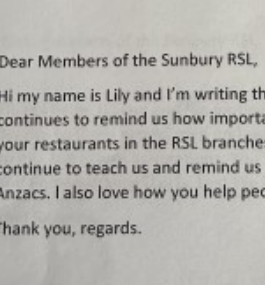 Dear Members of the Sunbury RSL,
Hi my name is Lily and I'm writing
continues to remind us how
your restaurants in the RSL
continue to teach us and remind us
Anzacs. I also love how you help
Thank you, regards.